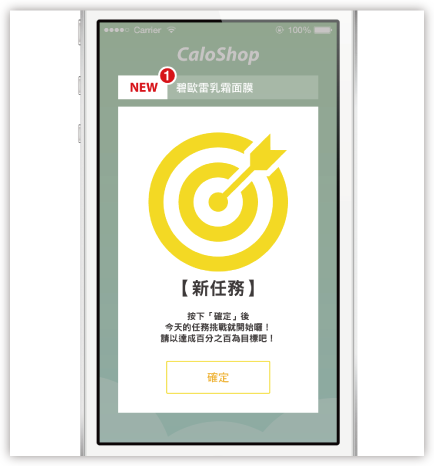 Carrier 100%
CaloShop
NEW 1 碧歐雷乳霜面膜
【新任務】
按下「確定」後
今天的任務挑戰就開始囉！
請以達成百分之百為目標吧！
確定